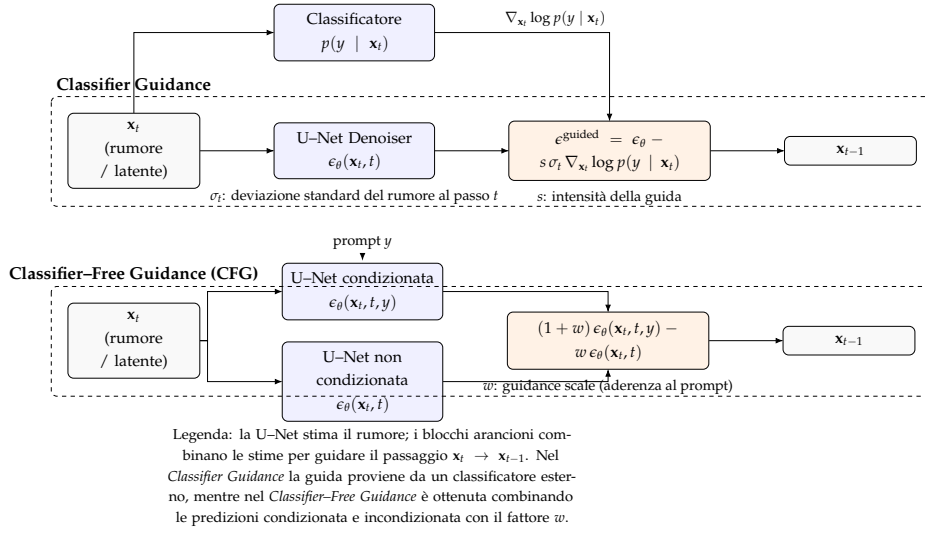 Classificatore
p(y | x_t)
∇_{x_t} log p(y | x_t)
Classifier Guidance
x_t
(rumore
/ latente)
U–Net Denoiser
ϵ_θ(x_t, t)
ϵ^guided = ϵ_θ −
s σ_t ∇_{x_t} log p(y | x_t)
x_{t−1}
σ_t: deviazione standard del rumore al passo t
s: intensità della guida
prompt y
Classifier–Free Guidance (CFG)
x_t
(rumore
/ latente)
U–Net condizionata
ϵ_θ(x_t, t, y)
U–Net non
condizionata
ϵ_θ(x_t, t)
(1 + w) ϵ_θ(x_t, t, y) −
w ϵ_θ(x_t, t)
x_{t−1}
w: guidance scale (aderenza al prompt)
Legenda: la U–Net stima il rumore; i blocchi arancioni com-
binano le stime per guidare il passaggio x_t → x_{t−1}. Nel
Classifier Guidance la guida proviene da un classificatore ester-
no, mentre nel Classifier–Free Guidance è ottenuta combinando
le predizioni condizionata e incondizionata con il fattore w.